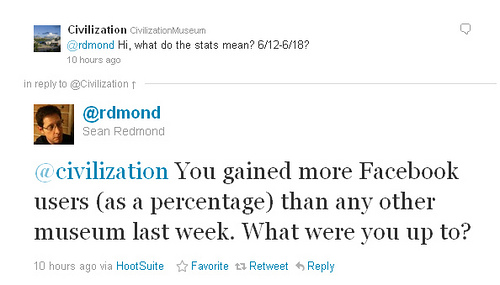 Civilization CivilizationMuseum
@rdmond Hi, what do the stats mean? 6/12-6/18?
10 hours ago
in reply to @Civilization ↑
@rdmond
Sean Redmond
@civilization You gained more Facebook
users (as a percentage) than any other
museum last week. What were you up to?
10 hours ago via HootSuite Favorite Retweet Reply